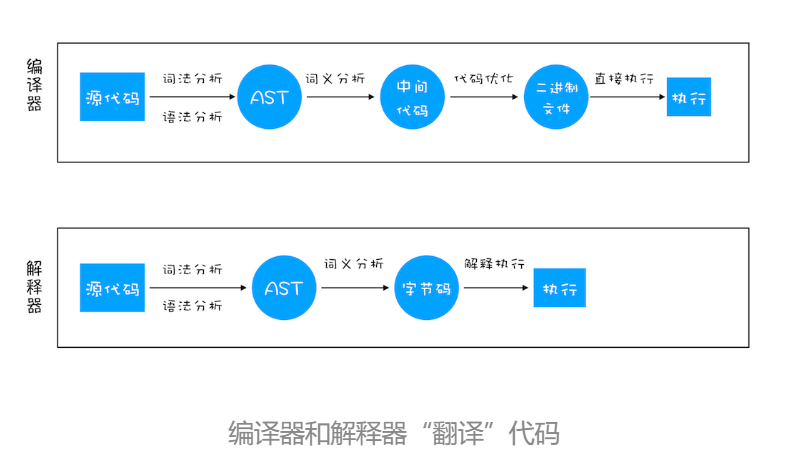 编译器
源代码
词法分析
语法分析
AST
词义分析
中间
代码
代码优化
二进制
文件
直接执行
执行
解释器
源代码
词法分析
语法分析
AST
词义分析
字节码
解释执行
执行
编译器和解释器“翻译”代码